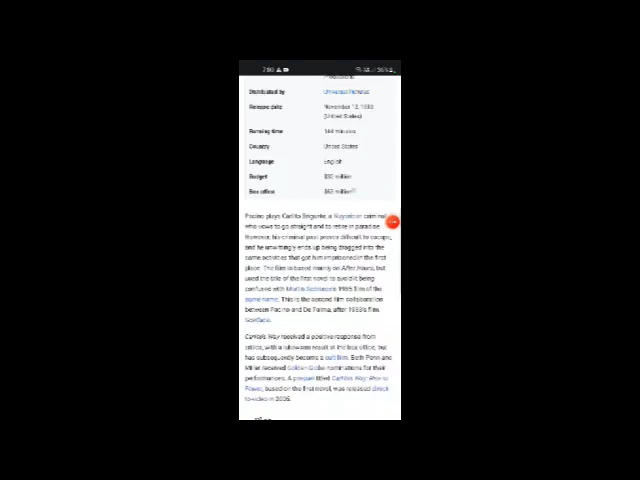 7:00
Distributed by Universal Pictures
Release date November 12, 1993
(United States)
Running time 144 minutes
Country United States
Language English
Budget $30 million
Box office $63 million
Pacino plays Carlito Brigante, a Nuyorican criminal
who vows to go straight and to retire in paradise.
However, his criminal past proves difficult to escape,
and he unwittingly ends up being dragged into the
same activities that got him imprisoned in the first
place. The film is based mainly on After Hours, but
used the title of the first novel to avoid it being
confused with Martin Scorsese's 1985 film of the
same name. This is the second film collaboration
between Pacino and De Palma, after 1983's film
Scarface.
Carlito's Way received a positive response from
critics, with a lukewarm result at the box office, but
has subsequently become a cult film. Both Penn and
Miller received Golden Globe nominations for their
performances. A prequel titled Carlito's Way: Rise to
Power, based on the first novel, was released direct-
to-video in 2005.